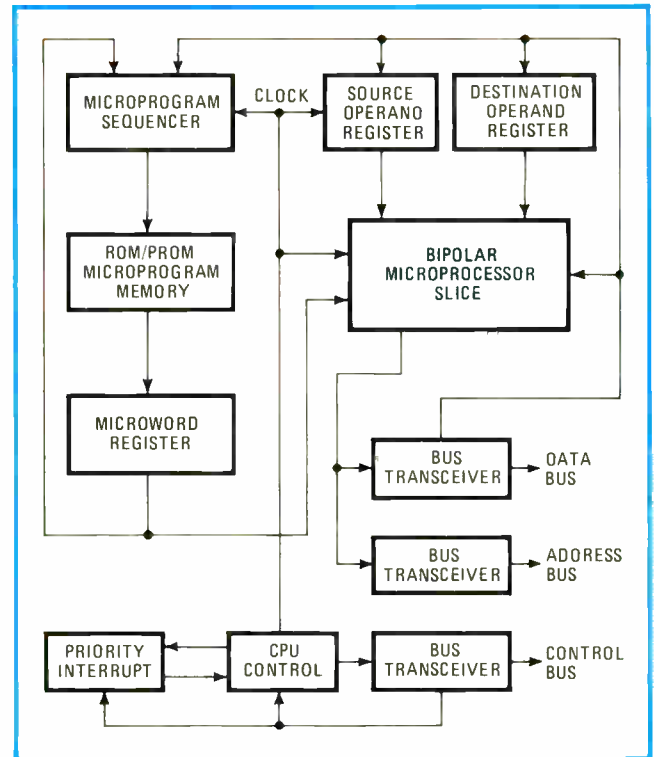 MICROPROGRAM
SEQUENCER
CLOCK
SOURCE
OPERANO
REGISTER
DESTINATION
OPERAND
REGISTER
ROM/PROM
MICROPROGRAM
MEMORY
BIPOLAR
MICROPROCESSOR
SLICE
MICROWORD
REGISTER
BUS
TRANSCEIVER
OATA
BUS
BUS
TRANSCEIVER
ADORESS
BUS
PRIORITY
INTERRUPT
CPU
CONTROL
BUS
TRANSCEIVER
CONTROL
BUS